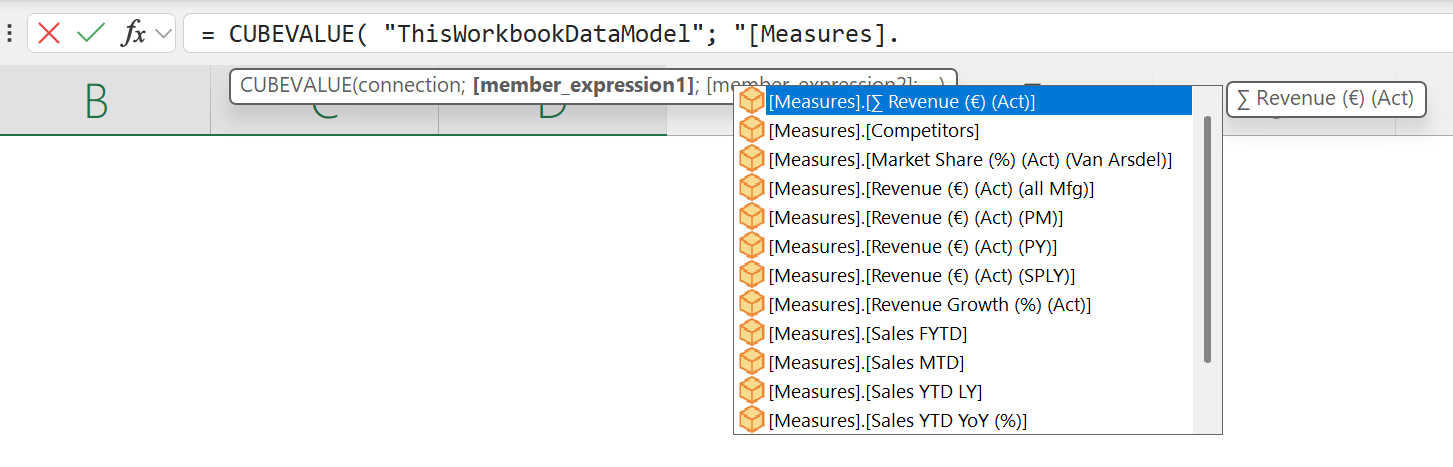 fx = CUBEVALUE( "ThisWorkbookDataModel"; "[Measures].
B C D
CUBEVALUE(connection; [member_expression1]; [member_expression2]; ...)
[Measures].[∑ Revenue (€) (Act)]
∑ Revenue (€) (Act)
[Measures].[Competitors]
[Measures].[Market Share (%) (Act) (Van Arsdel)]
[Measures].[Revenue (€) (Act) (all Mfg)]
[Measures].[Revenue (€) (Act) (PM)]
[Measures].[Revenue (€) (Act) (PY)]
[Measures].[Revenue (€) (Act) (SPLY)]
[Measures].[Revenue Growth (%) (Act)]
[Measures].[Sales FYTD]
[Measures].[Sales MTD]
[Measures].[Sales YTD LY]
[Measures].[Sales YTD YoY (%)]